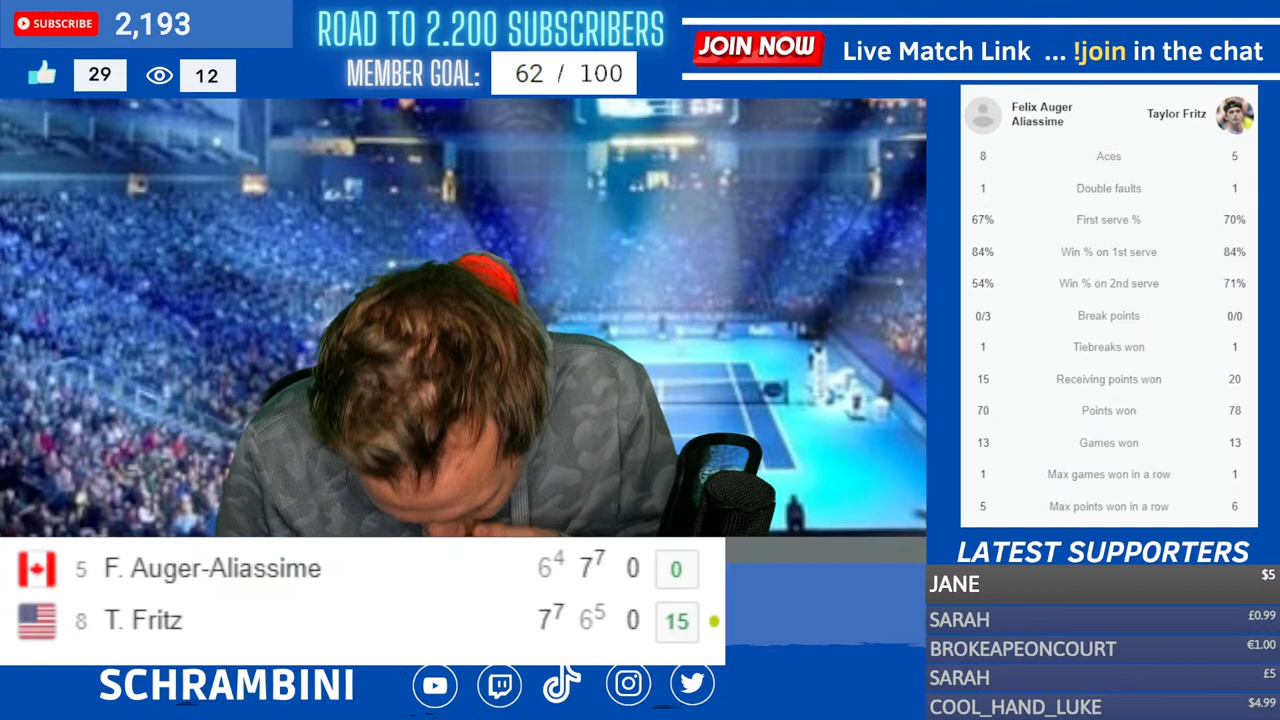 SUBSCRIBE 2,193
ROAD TO 2.200 SUBSCRIBERS
29 12
MEMBER GOAL: 62 / 100
JOIN NOW Live Match Link ... !join in the chat
Felix Auger
Aliassime
Taylor Fritz
8 Aces 5
1 Double faults 1
67% First serve % 70%
84% Win % on 1st serve 84%
54% Win % on 2nd serve 71%
0/3 Break points 0/0
1 Tiebreaks won 1
15 Receiving points won 20
70 Points won 78
13 Games won 13
1 Max games won in a row 1
5 Max points won in a row 6
5 F. Auger-Aliassime 6⁴ 7⁷ 0 0
8 T. Fritz 7⁷ 6⁵ 0 15
SCHRAMBINI
LATEST SUPPORTERS
JANE $5
SARAH £0.99
BROKEAPEONCOURT €1.00
SARAH £5
COOL_HAND_LUKE $4.99